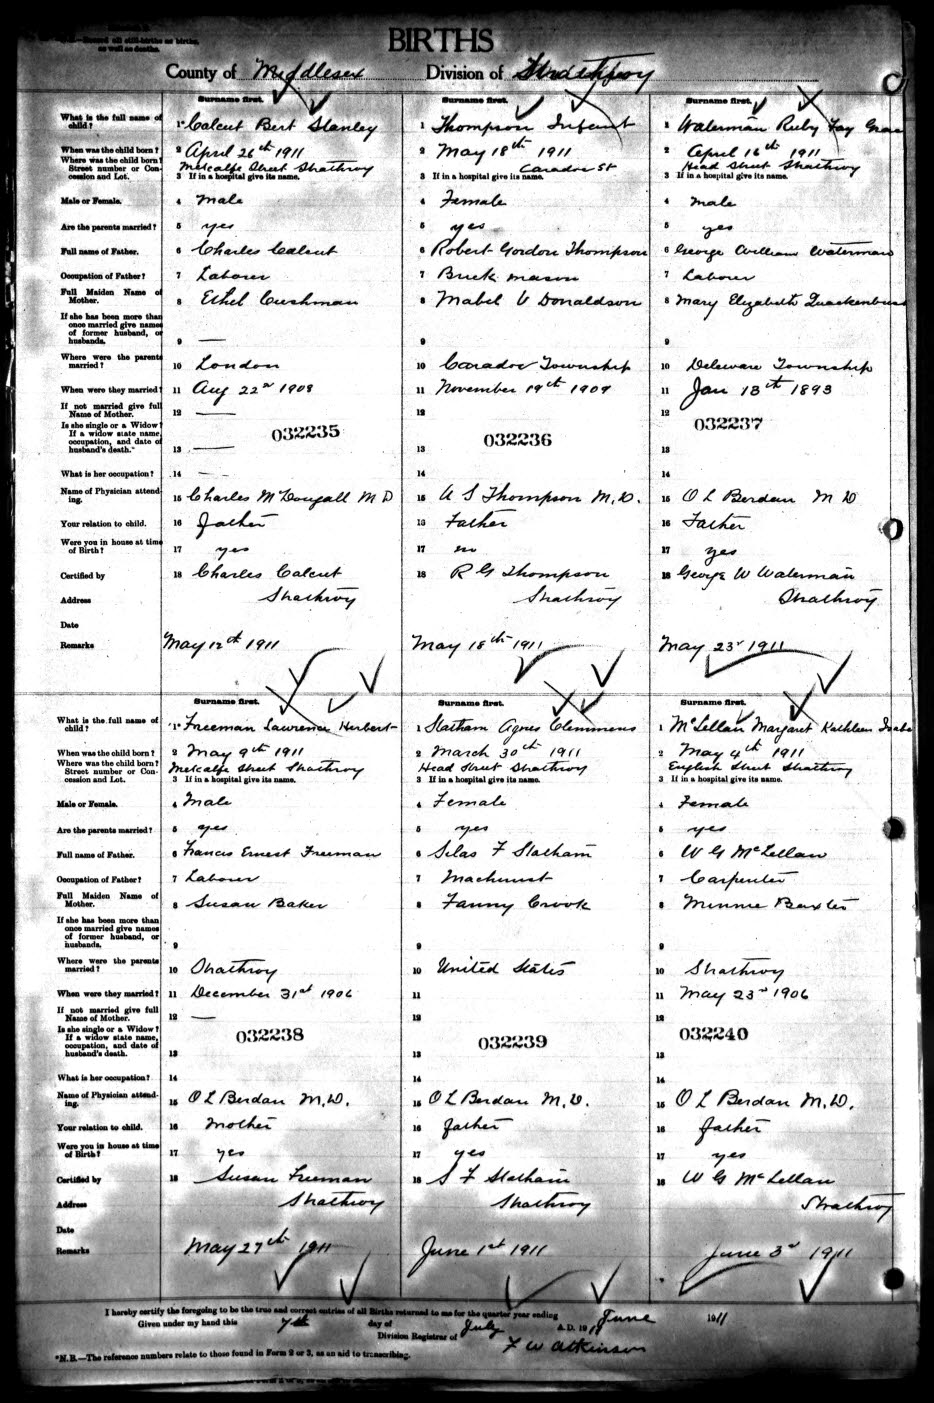 N.B.—Record all still-births as births, as well as deaths.
BIRTHS
County of Middlesex Division of Strathroy
Surname first. Surname first. Surname first.
What is the full name of child? 1* Calcut Bert Stanley 1 Thompson Infant 1 Waterman Ruby Fay Grace
When was the child born? 2 April 26th 1911 2 May 18th 1911 2 April 16th 1911
Where was the child born? Street number or Concession and Lot. Metcalfe Street Strathroy Caradoc St Head Street Strathroy
3 If in a hospital give its name. 3 If in a hospital give its name. 3 If in a hospital give its name.
Male or Female. 4 Male 4 Female 4 Male
Are the parents married? 5 yes 5 yes 5 yes
Full name of Father. 6 Charles Calcut 6 Robert Gordon Thompson 6 George William Waterman
Occupation of Father? 7 Laborer 7 Brick mason 7 Laborer
Full Maiden Name of Mother. 8 Ethel Cushman 8 Mabel V Donaldson 8 Mary Elizabeth Quackenbush
If she has been more than once married give names of former husband, or husbands. 9 — 9 9
Where were the parents married? 10 London 10 Caradoc Township 10 Delaware Township
When were they married? 11 Aug 22nd 1908 11 November 19th 1909 11 Jan 18th 1893
If not married give full Name of Mother. 12 — 12 12
032235 032236 032237
Is she single or a Widow? If a widow state name, occupation, and date of husband's death. 13 — 13 13
What is her occupation? 14 — 14 14
Name of Physician attending. 15 Charles McDougall M D 15 A S Thompson M.D. 15 O L Berdan M D
Your relation to child. 16 father 16 Father 16 Father
Were you in house at time of Birth? 17 yes 17 no 17 yes
Certified by 18 Charles Calcut 18 R G Thompson 18 George W Waterman
Address Strathroy Strathroy Strathroy
Date
Remarks May 12th 1911 May 18th 1911 May 23rd 1911
Surname first. Surname first. Surname first.
What is the full name of child? 1* Freeman Lawrence Herbert 1 Statham Agnes Clemmens 1 McLellan Margaret Kathleen
When was the child born? 2 May 9th 1911 2 March 30th 1911 2 May 4th 1911
Where was the child born? Street number or Concession and Lot. Metcalfe Street Strathroy Head Street Strathroy English Street Strathroy
3 If in a hospital give its name. 3 If in a hospital give its name. 3 If in a hospital give its name.
Male or Female. 4 Male 4 Female 4 Female
Are the parents married? 5 yes 5 yes 5 yes
Full name of Father. 6 Francis Ernest Freeman 6 Silas F Statham 6 W G McLellan
Occupation of Father? 7 Laborer 7 Machinist 7 Carpenter
Full Maiden Name of Mother. 8 Susan Baker 8 Fanny Crook 8 Minnie Baxter
If she has been more than once married give names of former husband, or husbands. 9 9 9
Where were the parents married? 10 Strathroy 10 United States 10 Strathroy
When were they married? 11 December 31st 1906 11 11 May 23rd 1906
If not married give full Name of Mother. 12 — 12 12
032238 032239 032240
Is she single or a Widow? If a widow state name, occupation, and date of husband's death. 13 13 13
What is her occupation? 14 14 14
Name of Physician attending. 15 O L Berdan M.D. 15 O L Berdan M.D. 15 O L Berdan M.D.
Your relation to child. 16 Mother 16 father 16 father
Were you in house at time of Birth? 17 yes 17 yes 17 yes
Certified by 18 Susan Freeman 18 S F Statham 18 W G McLellan
Address Strathroy Strathroy Strathroy
Date
Remarks May 27th 1911 June 1st 1911 June 3rd 1911
I hereby certify the foregoing to be the true and correct entries of all Births returned to me for the quarter year ending June 1911
Given under my hand this 7th day of July A.D. 1911
Division Registrar of F W Atkinson
*N.B.—The reference numbers relate to those found in Form 2 or 3, as an aid to transcribing.